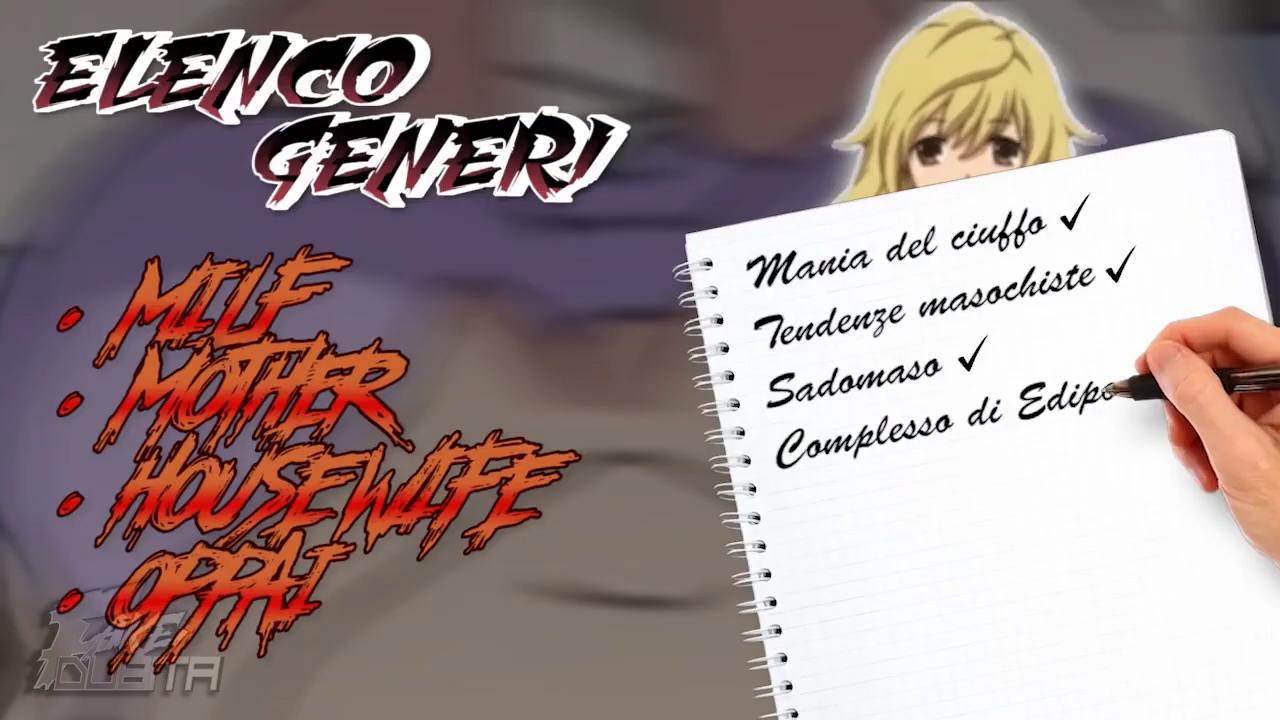 ELENCO
GENERI
• MILF
• MOTHER
• HOUSEWIFE
• OPPAI
Mania del ciuffo ✓
Tendenze masochiste ✓
Sadomaso ✓
Complesso di Edipo